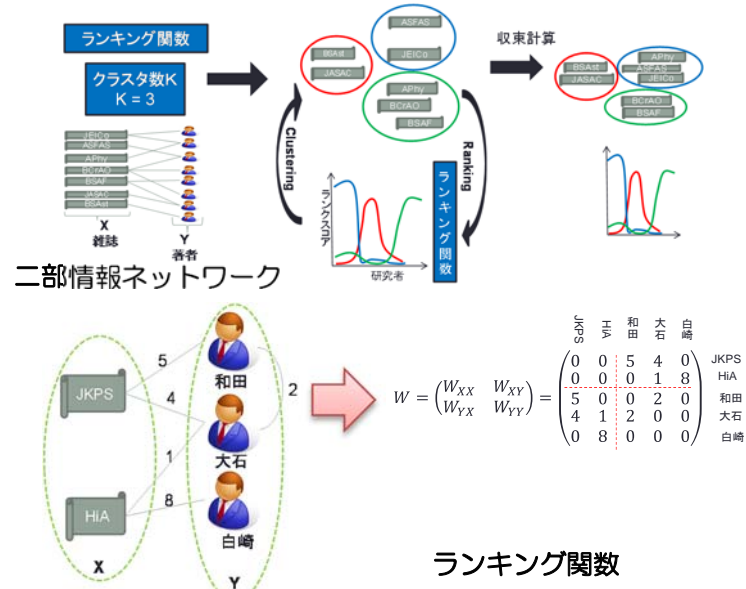 ランキング関数
クラスタ数K
K = 3
JEICo
ASFAS
APhy
BCrAO
BSAF
JASAC
BSAst
X
雑誌
Y
著者
BSAst
JASAC
ASFAS
JEICo
APhy
BCrAO
BSAF
Clustering
Ranking
ランクスコア
研究者
ランキング関数
収束計算
BSAst
JASAC
APhy
ASFAS
JEICo
BCrAO
BSAF
二部情報ネットワーク
JKPS
HiA
X
5
4
1
8
2
和田
大石
白崎
Y
W = (W_XX W_XY
W_YX W_YY) =
JKPS HiA 和田 大石 白崎
0 0 5 4 0 JKPS
0 0 0 1 8 HiA
5 0 0 2 0 和田
4 1 2 0 0 大石
0 8 0 0 0 白崎
ランキング関数